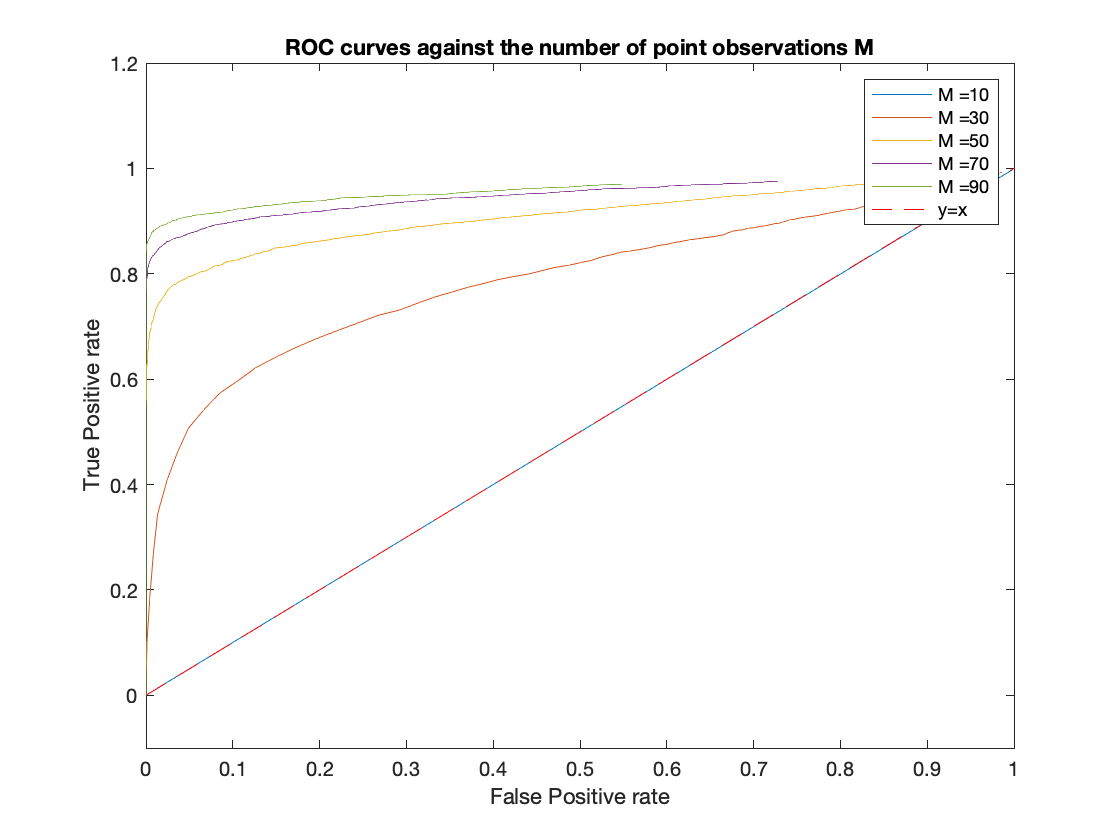 ROC curves against the number of point observations M
1.2
1
0.8
0.6
0.4
0.2
0
True Positive rate
M =10
M =30
M =50
M =70
M =90
y=x
0 0.1 0.2 0.3 0.4 0.5 0.6 0.7 0.8 0.9 1
False Positive rate